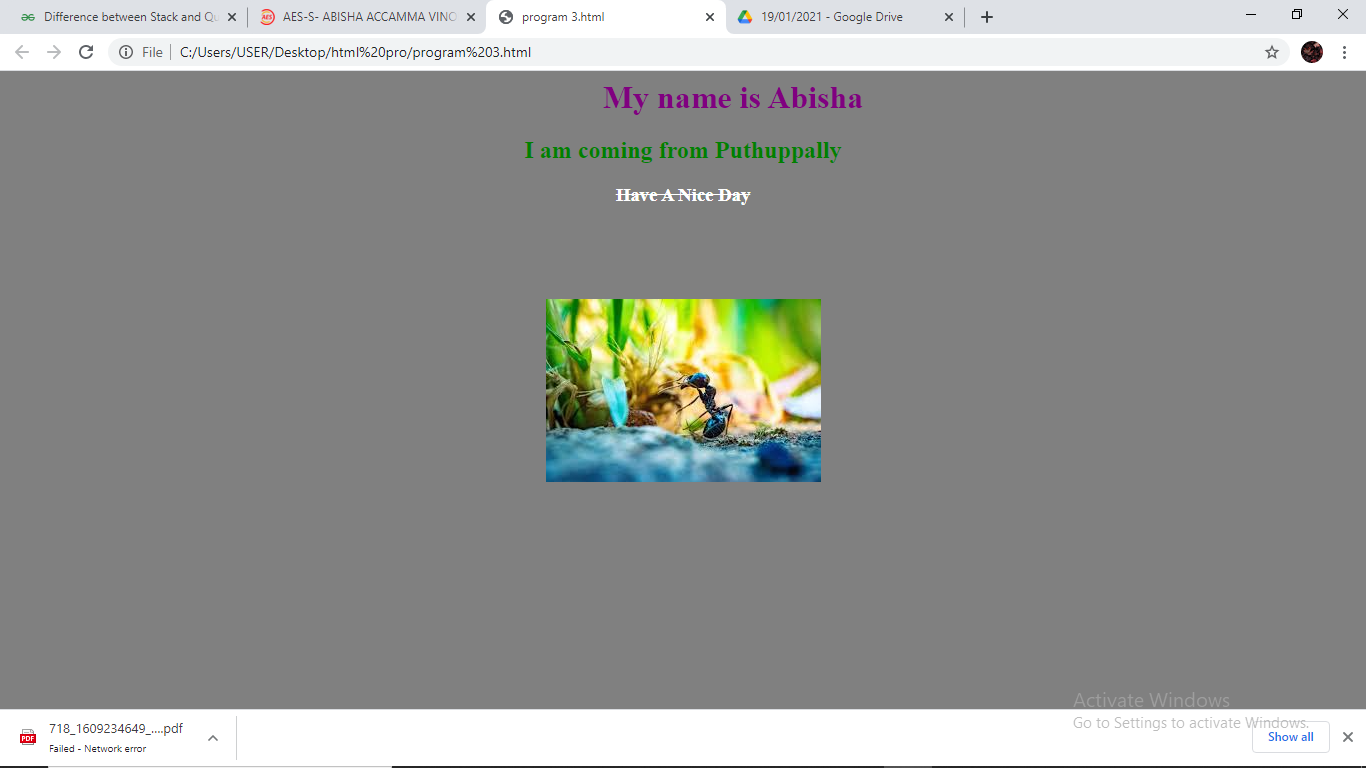 Difference between Stack and Qu
AES-S- ABISHA ACCAMMA VINO
program 3.html
19/01/2021 - Google Drive
File
C:/Users/USER/Desktop/html%20pro/program%203.html
My name is Abisha
I am coming from Puthuppally
Have A Nice Day
Activate Windows
Go to Settings to activate Windows.
718_1609234649_....pdf
Failed - Network error
Show all
PDF
AES